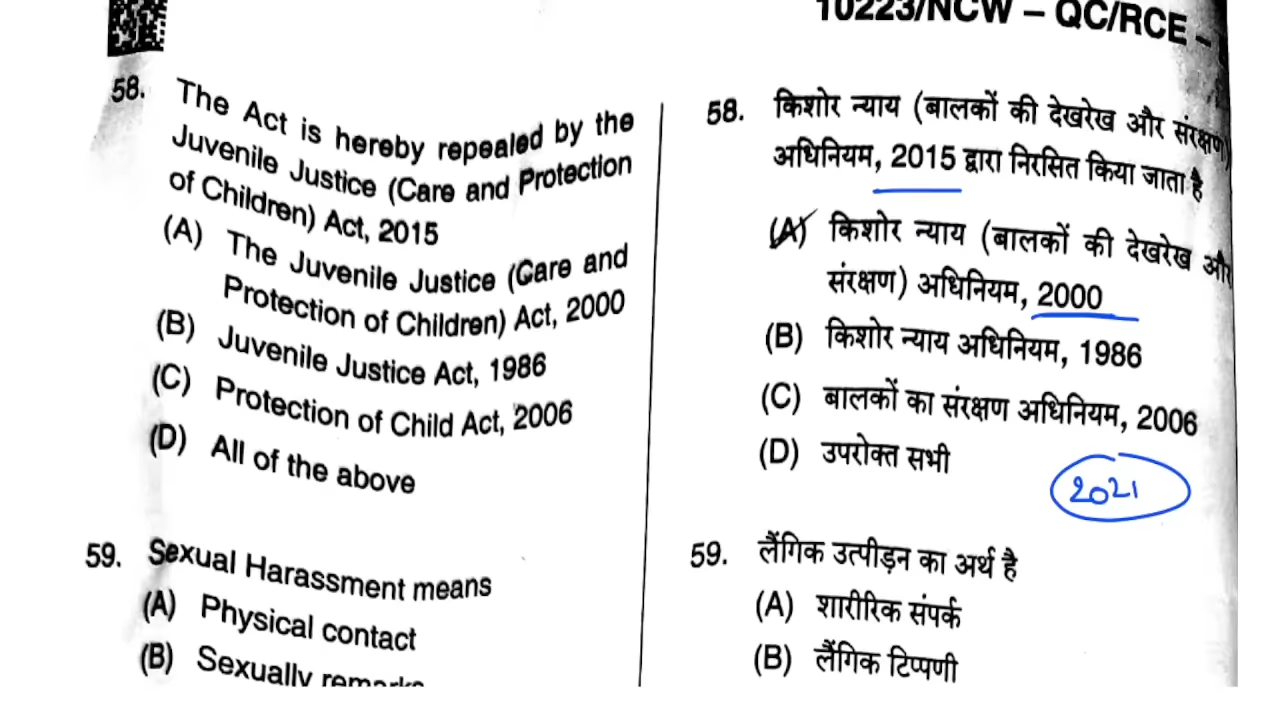 10223/NCW – QC/RCE –
58. The Act is hereby repealed by the
Juvenile Justice (Care and Protection
of Children) Act, 2015
(A) The Juvenile Justice (Care and
Protection of Children) Act, 2000
(B) Juvenile Justice Act, 1986
(C) Protection of Child Act, 2006
(D) All of the above
59. Sexual Harassment means
(A) Physical contact
(B) Sexually remarks
58. किशोर न्याय (बालकों की देखरेख और संरक्षण)
अधिनियम, 2015 द्वारा निरसित किया जाता है
(A) किशोर न्याय (बालकों की देखरेख और
संरक्षण) अधिनियम, 2000
(B) किशोर न्याय अधिनियम, 1986
(C) बालकों का संरक्षण अधिनियम, 2006
(D) उपरोक्त सभी
2021
59. लैंगिक उत्पीड़न का अर्थ है
(A) शारीरिक संपर्क
(B) लैंगिक टिप्पणी